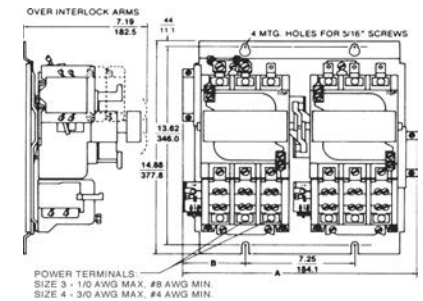 OVER INTERLOCK ARMS
7.19
182.5
44
11.1
4 MTG. HOLES FOR 5/16" SCREWS
13.62
346.0
14.88
377.8
B
7.25
184.1
A
POWER TERMINALS:
SIZE 3 - 1/0 AWG MAX, #8 AWG MIN.
SIZE 4 - 3/0 AWG MAX, #4 AWG MIN.